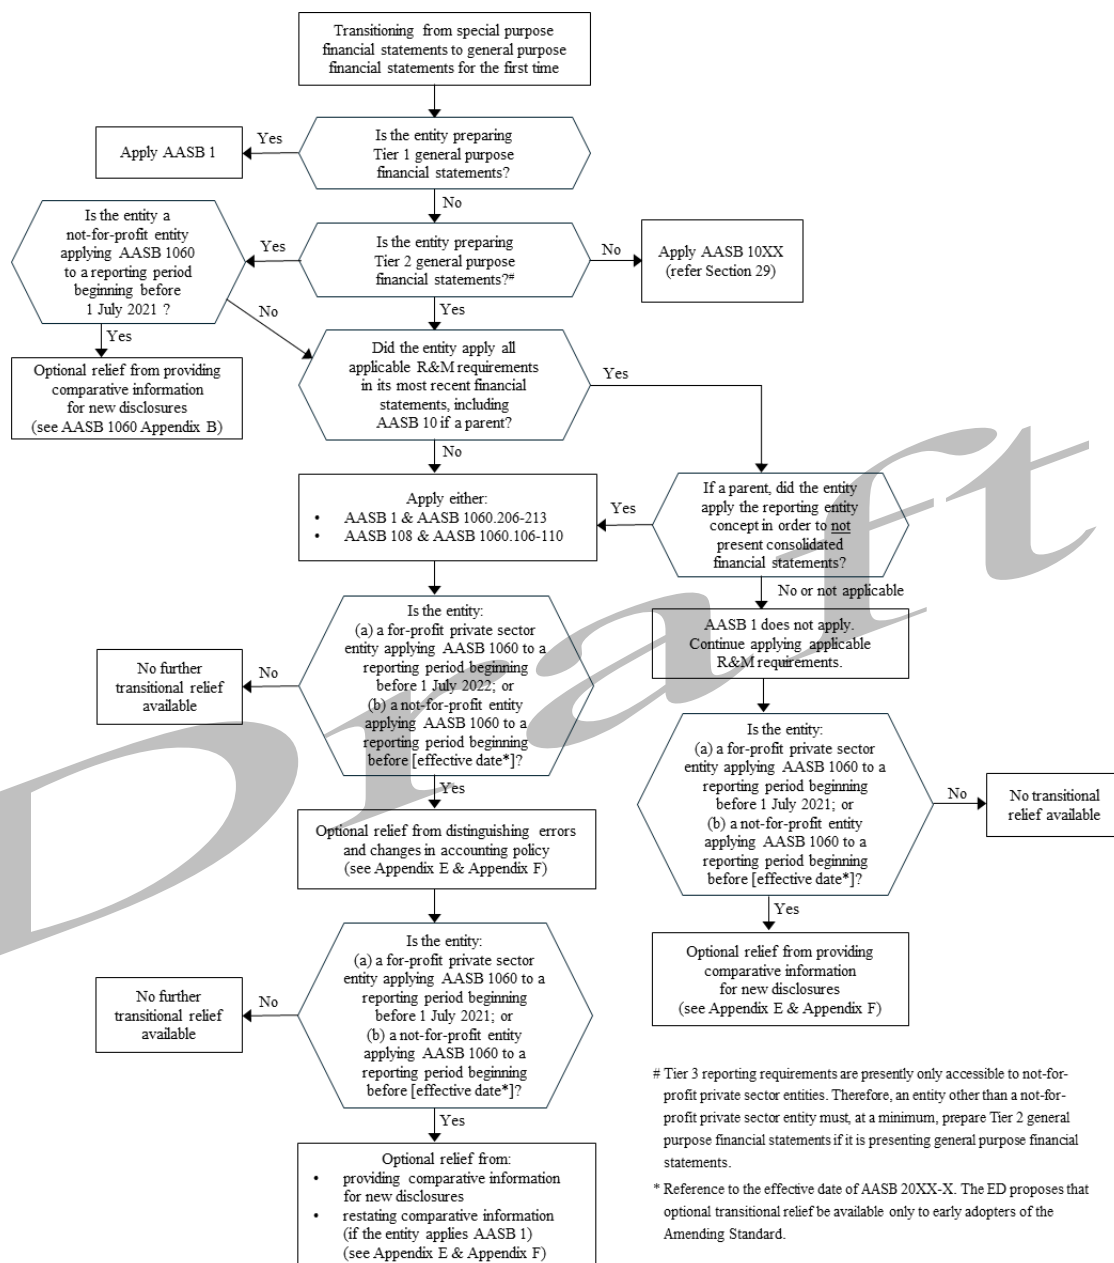 Transitioning from special purpose
financial statements to general purpose
financial statements for the first time
Yes
Apply AASB 1
Is the entity preparing
Tier 1 general purpose
financial statements?
No
Is the entity a
not-for-profit entity
applying AASB 1060
to a reporting period
beginning before
1 July 2021 ?
Yes
Is the entity preparing
Tier 2 general purpose
financial statements?#
No
Apply AASB 10XX
(refer Section 29)
No
Yes
Yes
Optional relief from providing
comparative information
for new disclosures
(see AASB 1060 Appendix B)
Did the entity apply all
applicable R&M requirements
in its most recent financial
statements, including
AASB 10 if a parent?
Yes
No
Apply either:
• AASB 1 & AASB 1060.206-213
• AASB 108 & AASB 1060.106-110
Yes
If a parent, did the entity
apply the reporting entity
concept in order to not
present consolidated
financial statements?
No or not applicable
AASB 1 does not apply.
Continue applying applicable
R&M requirements.
Is the entity:
(a) a for-profit private sector
entity applying AASB 1060 to a
reporting period beginning
before 1 July 2022; or
(b) a not-for-profit entity
applying AASB 1060 to a
reporting period beginning
before [effective date*]?
No
No further
transitional relief
available
Yes
Is the entity:
(a) a for-profit private sector
entity applying AASB 1060 to a
reporting period beginning
before 1 July 2021; or
(b) a not-for-profit entity
applying AASB 1060 to a
reporting period beginning
before [effective date*]?
No
No transitional
relief available
Yes
Optional relief from providing
comparative information
for new disclosures
(see Appendix E & Appendix F)
Optional relief from distinguishing errors
and changes in accounting policy
(see Appendix E & Appendix F)
Is the entity:
(a) a for-profit private sector
entity applying AASB 1060 to a
reporting period beginning
before 1 July 2021; or
(b) a not-for-profit entity
applying AASB 1060 to a
reporting period beginning
before [effective date*]?
No
No further
transitional relief
available
Yes
Optional relief from:
• providing comparative information
for new disclosures
• restating comparative information
(if the entity applies AASB 1)
(see Appendix E & Appendix F)
# Tier 3 reporting requirements are presently only accessible to not-for-
profit private sector entities. Therefore, an entity other than a not-for-
profit private sector entity must, at a minimum, prepare Tier 2 general
purpose financial statements if it is presenting general purpose financial
statements.
* Reference to the effective date of AASB 20XX-X. The ED proposes that
optional transitional relief be available only to early adopters of the
Amending Standard.
Draft